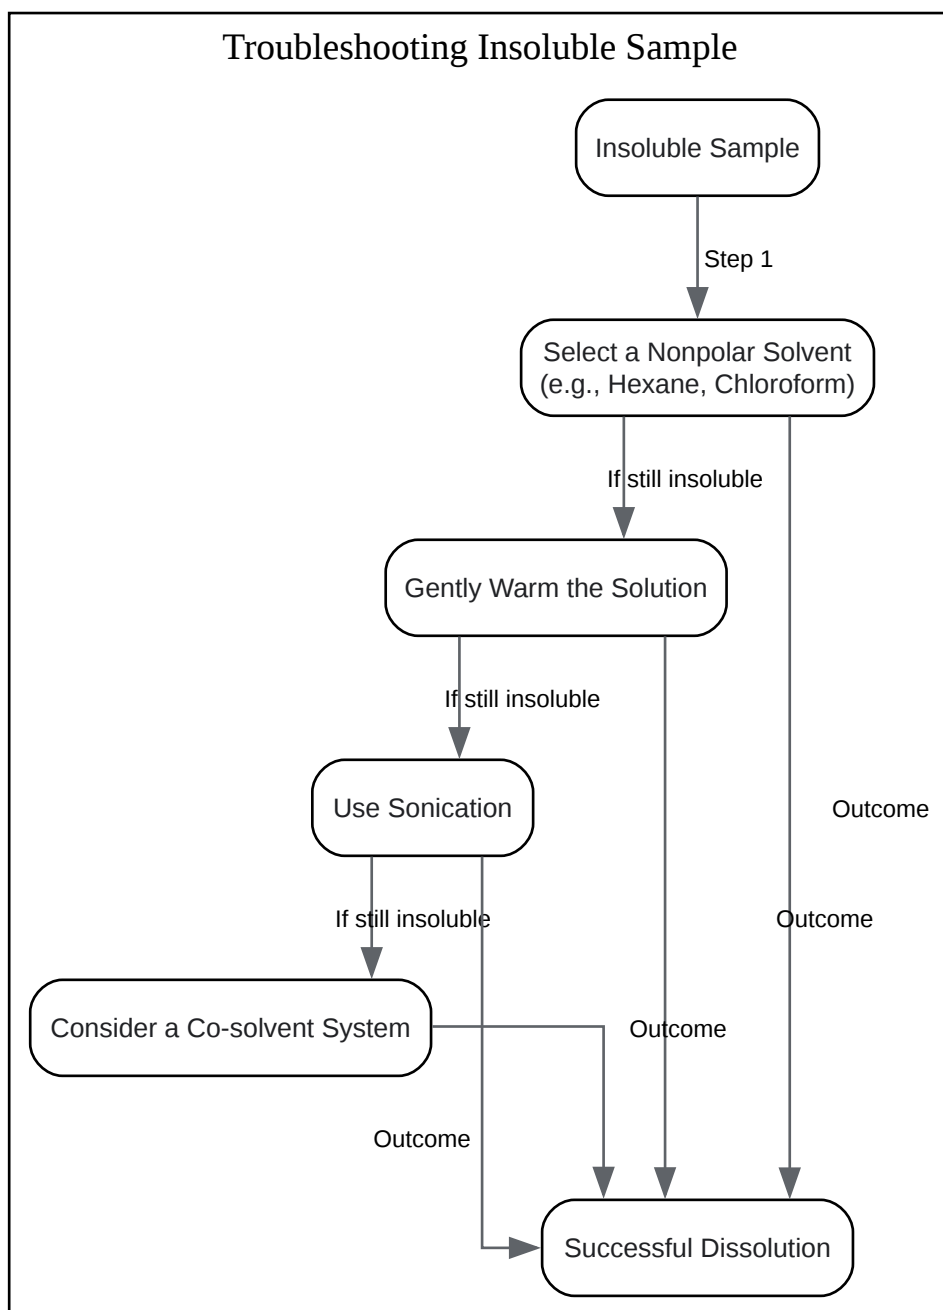 Troubleshooting Insoluble Sample
Insoluble Sample
Step 1
Select a Nonpolar Solvent
(e.g., Hexane, Chloroform)
If still insoluble
Gently Warm the Solution
If still insoluble
Use Sonication
Outcome
If still insoluble
Outcome
Consider a Co-solvent System
Outcome
Outcome
Successful Dissolution